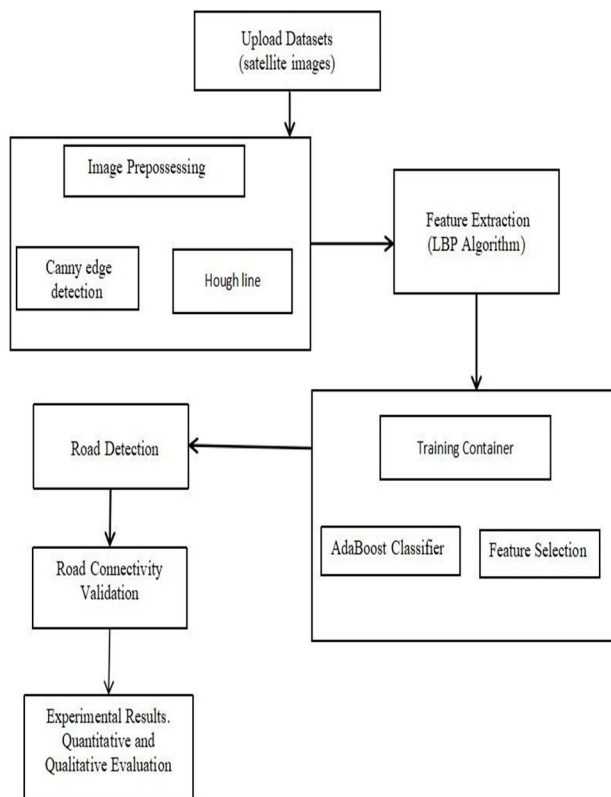 Upload Datasets
(satellite images)
Image Prepossessing
Canny edge
detection
Hough line
Feature Extraction
(LBP Algorithm)
Training Container
AdaBoost Classifier
Feature Selection
Road Detection
Road Connectivity
Validation
Experimental Results.
Quantitative and
Qualitative Evaluation